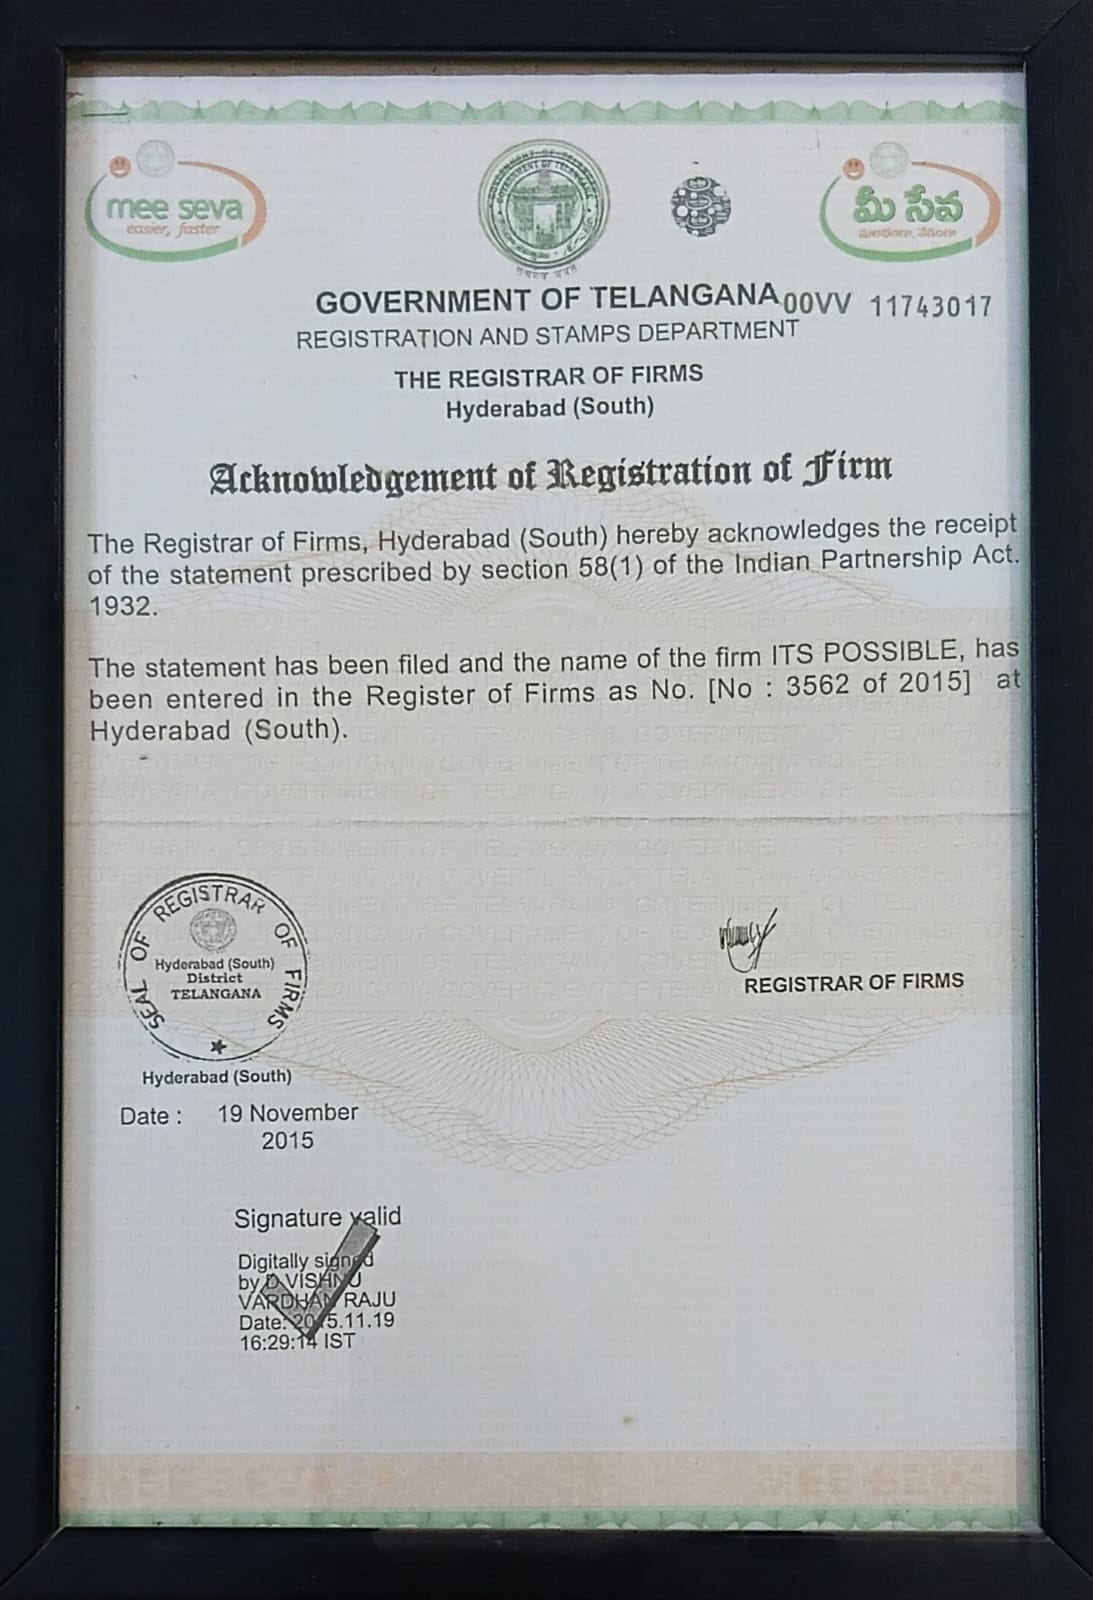 mee seva
easier, faster
మీ సేవ
GOVERNMENT OF TELANGANA
00VV 11743017
REGISTRATION AND STAMPS DEPARTMENT
THE REGISTRAR OF FIRMS
Hyderabad (South)
Acknowledgement of Registration of Firm
The Registrar of Firms, Hyderabad (South) hereby acknowledges the receipt
of the statement prescribed by section 58(1) of the Indian Partnership Act.
1932.
The statement has been filed and the name of the firm ITS POSSIBLE, has
been entered in the Register of Firms as No. [No : 3562 of 2015] at
Hyderabad (South).
SEAL OF REGISTRAR OF FIRMS
Hyderabad (South)
District
TELANGANA
REGISTRAR OF FIRMS
Hyderabad (South)
Date : 19 November
2015
Signature valid
Digitally signed
by D VISHNU
VARDHAN RAJU
Date: 2015.11.19
16:29:14 IST